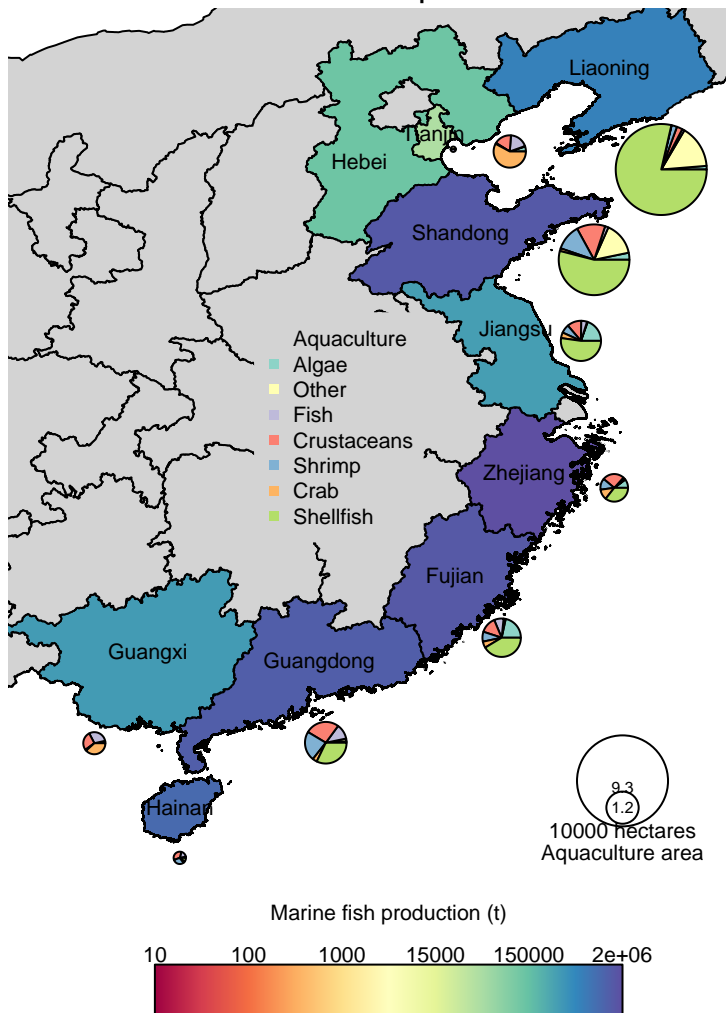 Liaoning
Tianjin
Hebei
Shandong
Jiangsu
Aquaculture
Algae
Other
Fish
Crustaceans
Shrimp
Crab
Shellfish
Zhejiang
Fujian
Guangxi
Guangdong
Hainan
9.3
1.2
10000 hectares
Aquaculture area
Marine fish production (t)
10 100 1000 15000 150000 2e+06